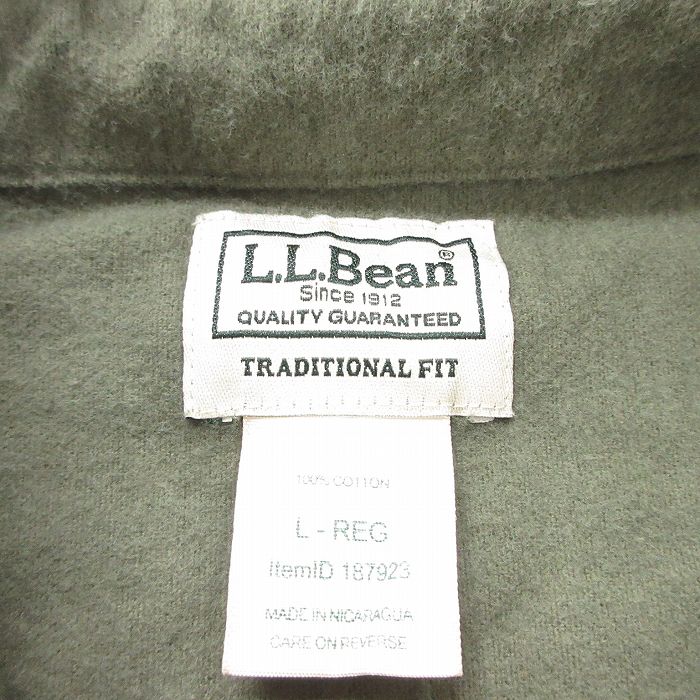 L.L.Bean®
Since 1912
QUALITY GUARANTEED
TRADITIONAL FIT
100% COTTON
L - REG
ItemID 187923
MADE IN NICARAGUA
CARE ON REVERSE